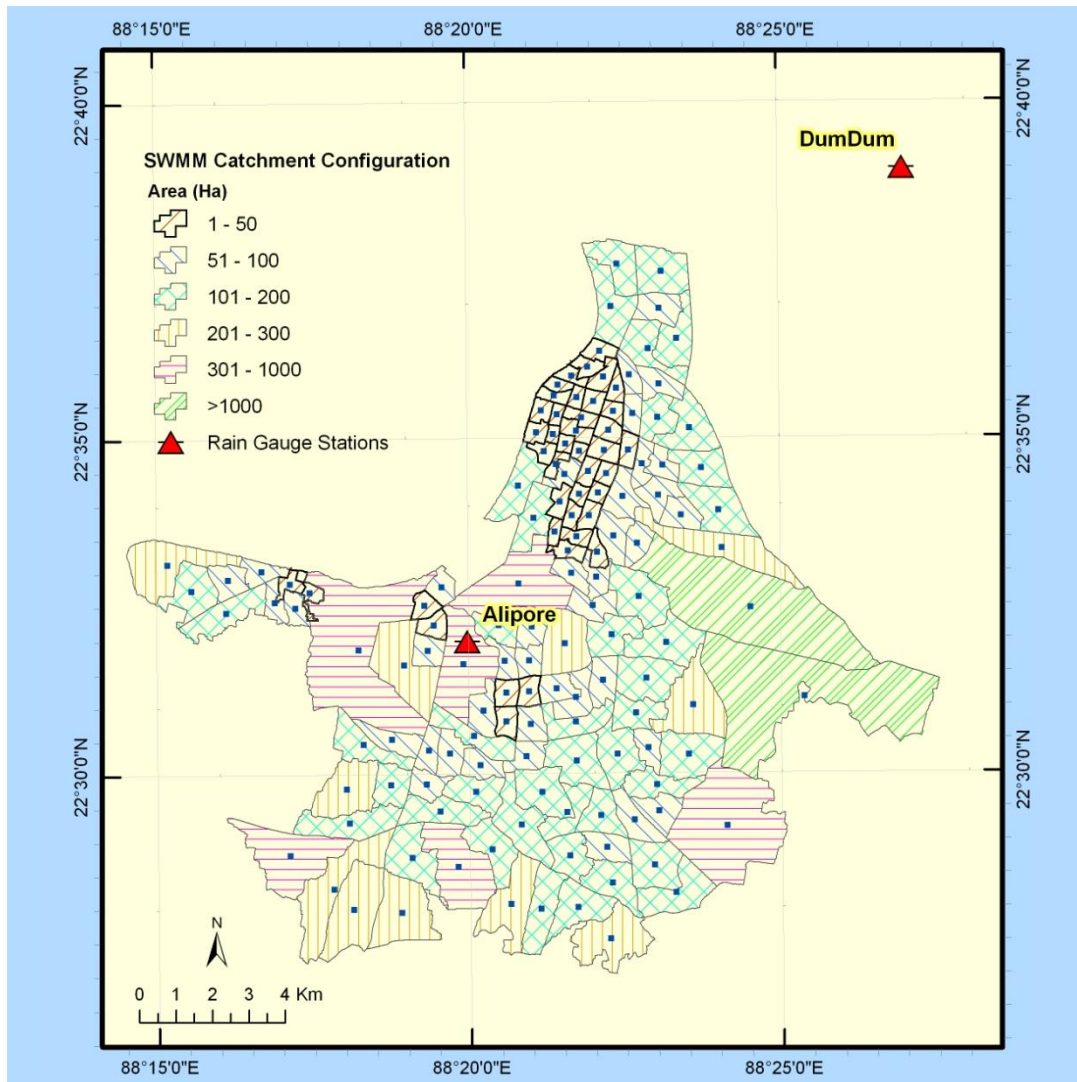 88°15'0"E 88°20'0"E 88°25'0"E
22°40'0"N 22°40'0"N
DumDum
SWMM Catchment Configuration
Area (Ha)
1 - 50
51 - 100
101 - 200
201 - 300
301 - 1000
>1000
Rain Gauge Stations
22°35'0"N 22°35'0"N
Alipore
22°30'0"N 22°30'0"N
N
0 1 2 3 4 Km
88°15'0"E 88°20'0"E 88°25'0"E